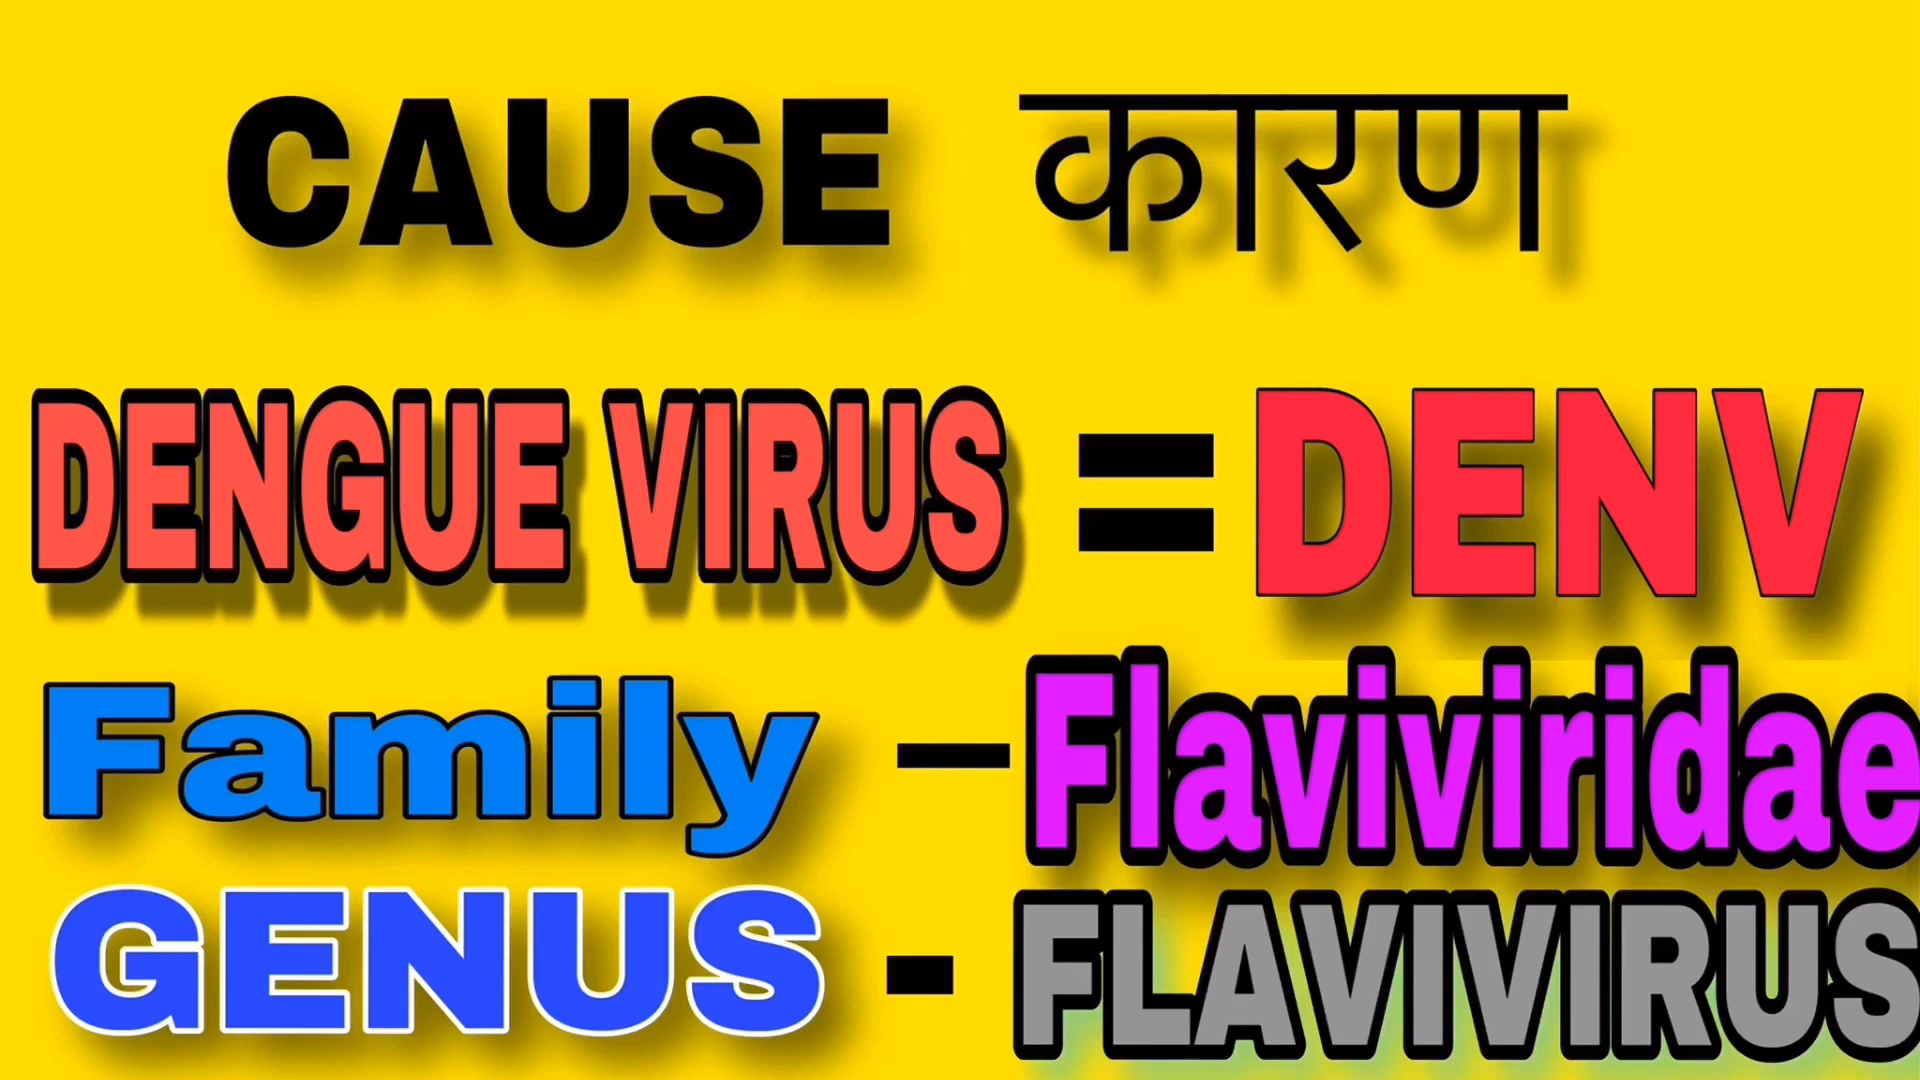 CAUSE कारण
DENGUE VIRUS = DENV
Family – Flaviviridae
GENUS - FLAVIVIRUS